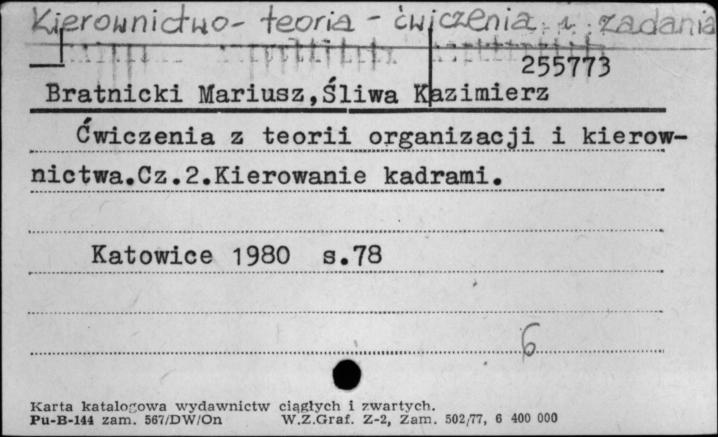 Kierownictwo - teoria - ćwiczenia i zadania
255773
Bratnicki Mariusz,Śliwa Kazimierz
Ćwiczenia z teorii organizacji i kierow-
nictwa.Cz.2.Kierowanie kadrami.
Katowice 1980 s.78
6
Karta katalogowa wydawnictw ciągłych i zwartych.
Pu-B-144 zam. 567/DW/On W.Z.Graf. Z-2, Zam. 502/77, 6 400 000